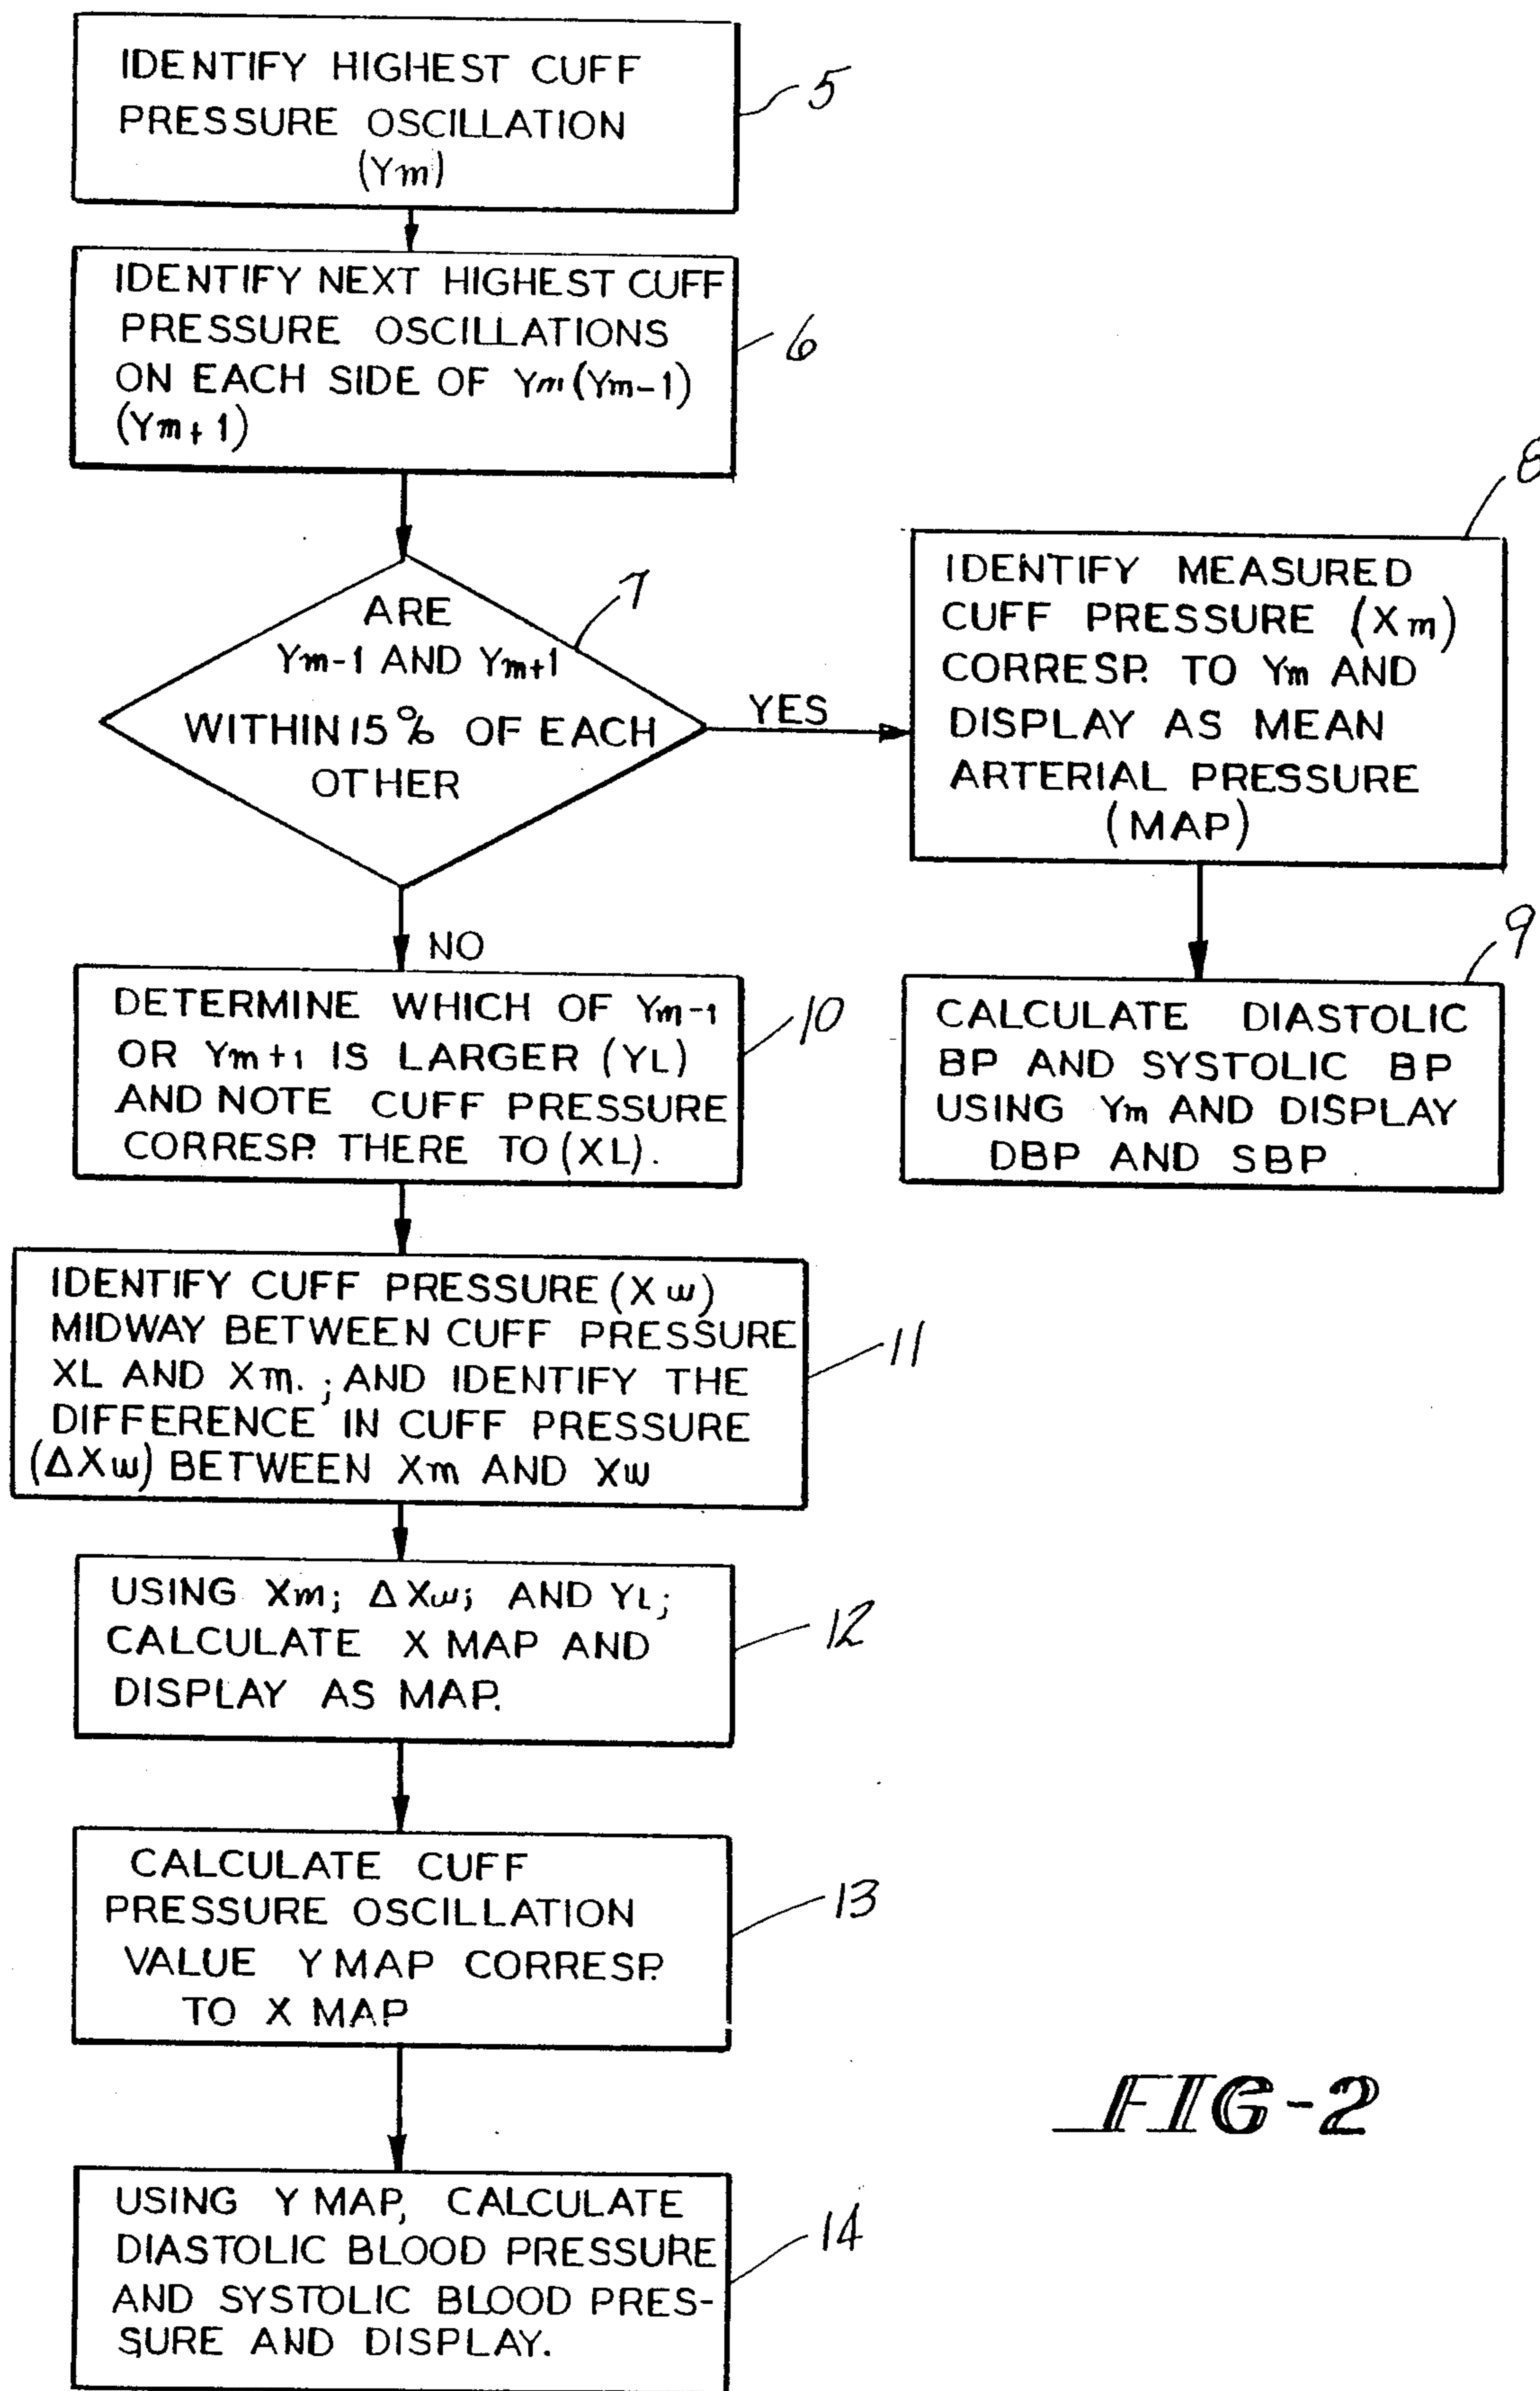 IDENTIFY HIGHEST CUFF
PRESSURE OSCILLATION
(Ym)
5
IDENTIFY NEXT HIGHEST CUFF
PRESSURE OSCILLATIONS
ON EACH SIDE OF Ym (Ym-1)
(Ym+1)
6
ARE
Ym-1 AND Ym+1
WITHIN 15% OF EACH
OTHER
7
YES
IDENTIFY MEASURED
CUFF PRESSURE (Xm)
CORRESP. TO Ym AND
DISPLAY AS MEAN
ARTERIAL PRESSURE
(MAP)
8
CALCULATE DIASTOLIC
BP AND SYSTOLIC BP
USING Ym AND DISPLAY
DBP AND SBP
9
NO
DETERMINE WHICH OF Ym-1
OR Ym+1 IS LARGER (YL)
AND NOTE CUFF PRESSURE
CORRESP. THERE TO (XL).
10
IDENTIFY CUFF PRESSURE (Xw)
MIDWAY BETWEEN CUFF PRESSURE
XL AND Xm. ; AND IDENTIFY THE
DIFFERENCE IN CUFF PRESSURE
(ΔXw) BETWEEN Xm AND Xw
11
USING Xm; ΔXw; AND YL;
CALCULATE X MAP AND
DISPLAY AS MAP.
12
CALCULATE CUFF
PRESSURE OSCILLATION
VALUE Y MAP CORRESP.
TO X MAP
13
USING Y MAP, CALCULATE
DIASTOLIC BLOOD PRESSURE
AND SYSTOLIC BLOOD PRES-
SURE AND DISPLAY.
14
FIG-2